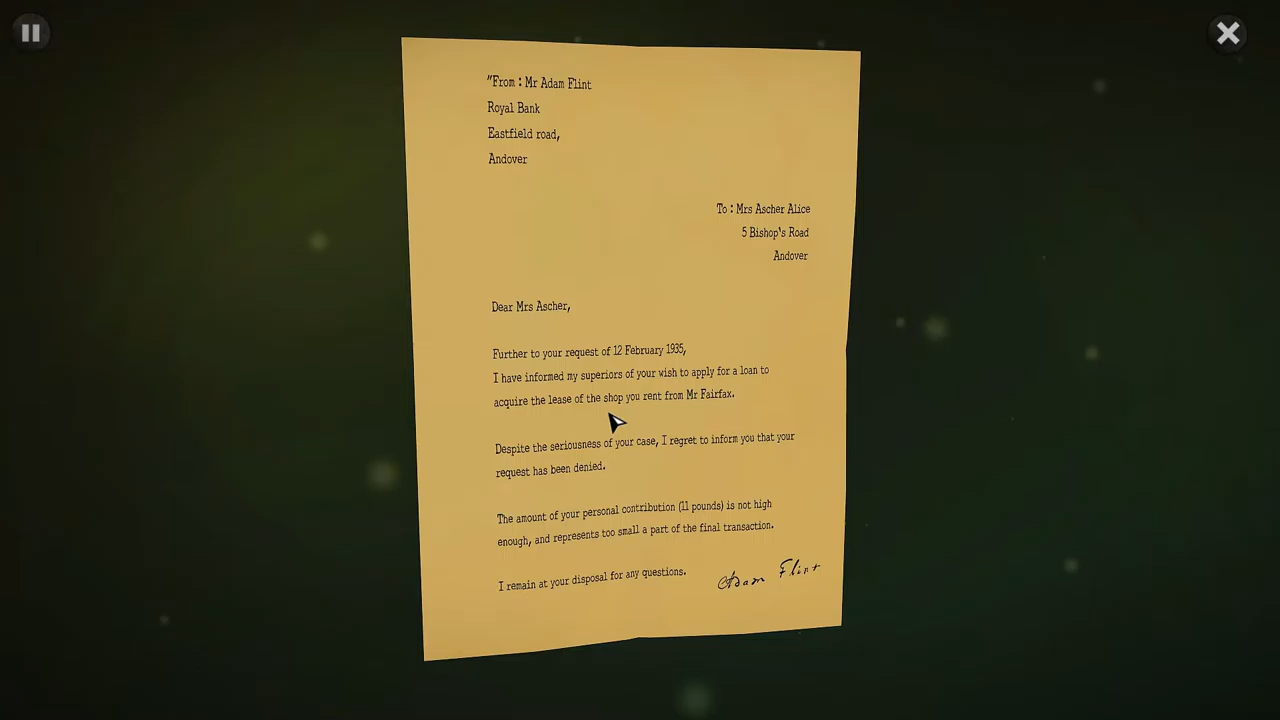 "From : Mr Adam Flint
Royal Bank
Eastfield road,
Andover
To : Mrs Ascher Alice
5 Bishop's Road
Andover
Dear Mrs Ascher,
Further to your request of 12 February 1935,
I have informed my superiors of your wish to apply for a loan to
acquire the lease of the shop you rent from Mr Fairfax.
Despite the seriousness of your case, I regret to inform you that your
request has been denied.
The amount of your personal contribution (11 pounds) is not high
enough, and represents too small a part of the final transaction.
I remain at your disposal for any questions.
Adam Flint